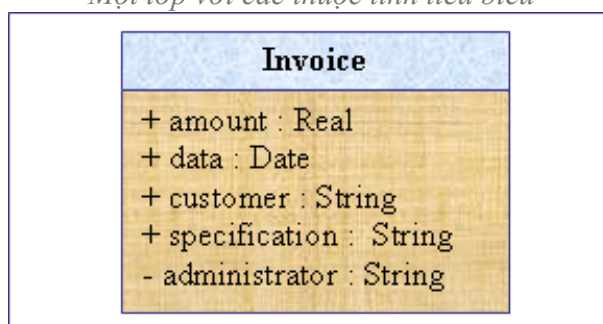 Một lớp với các thuộc tính tiêu biểu
Invoice
+ amount : Real
+ data : Date
+ customer : String
+ specification : String
- administrator : String